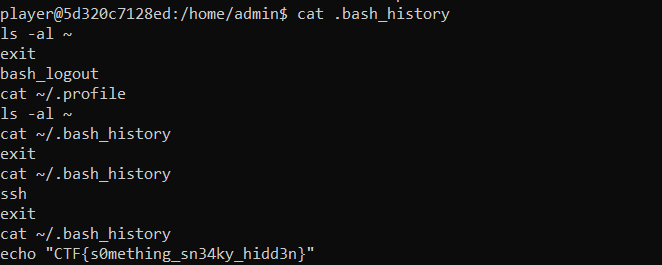 player@5d320c7128ed:/home/admin$ cat .bash_history
ls -al ~
exit
bash_logout
cat ~/.profile
ls -al ~
cat ~/.bash_history
exit
cat ~/.bash_history
ssh
exit
cat ~/.bash_history
echo "CTF{s0mething_sn34ky_hidd3n}"